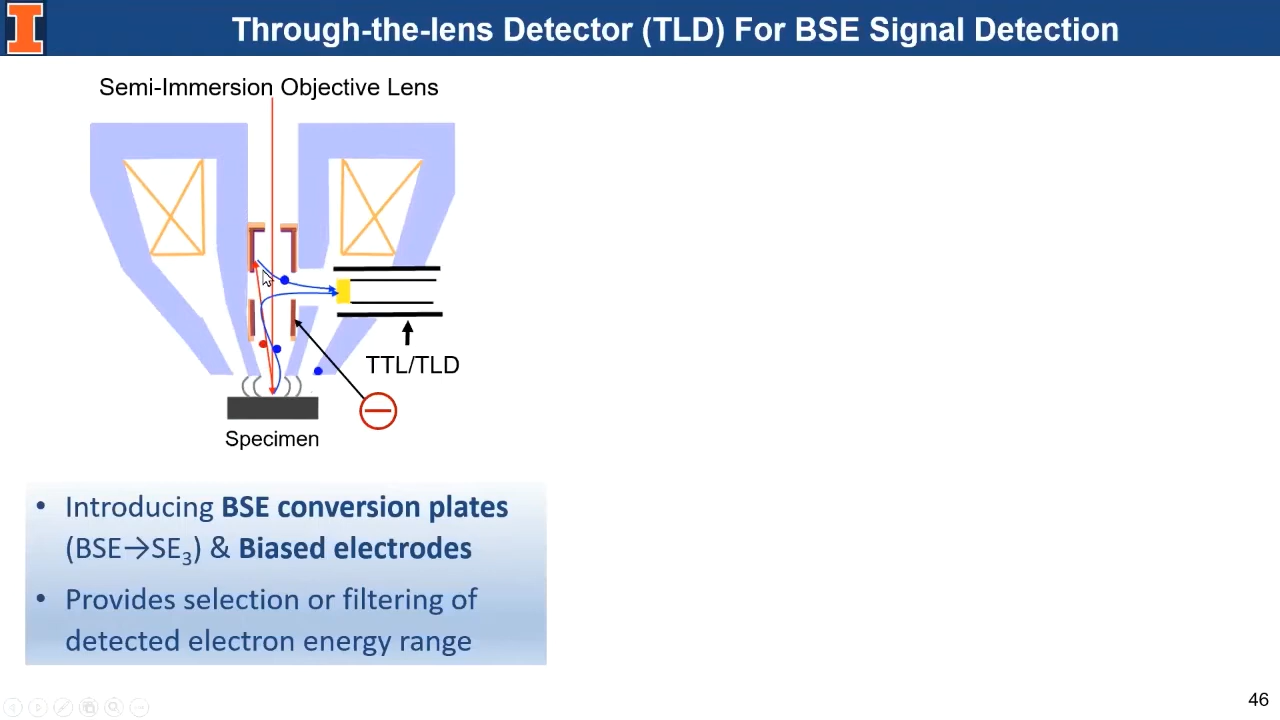 Through-the-lens Detector (TLD) For BSE Signal Detection
Semi-Immersion Objective Lens
TTL/TLD
Specimen
• Introducing BSE conversion plates
(BSE→SE₃) & Biased electrodes
• Provides selection or filtering of
detected electron energy range
46